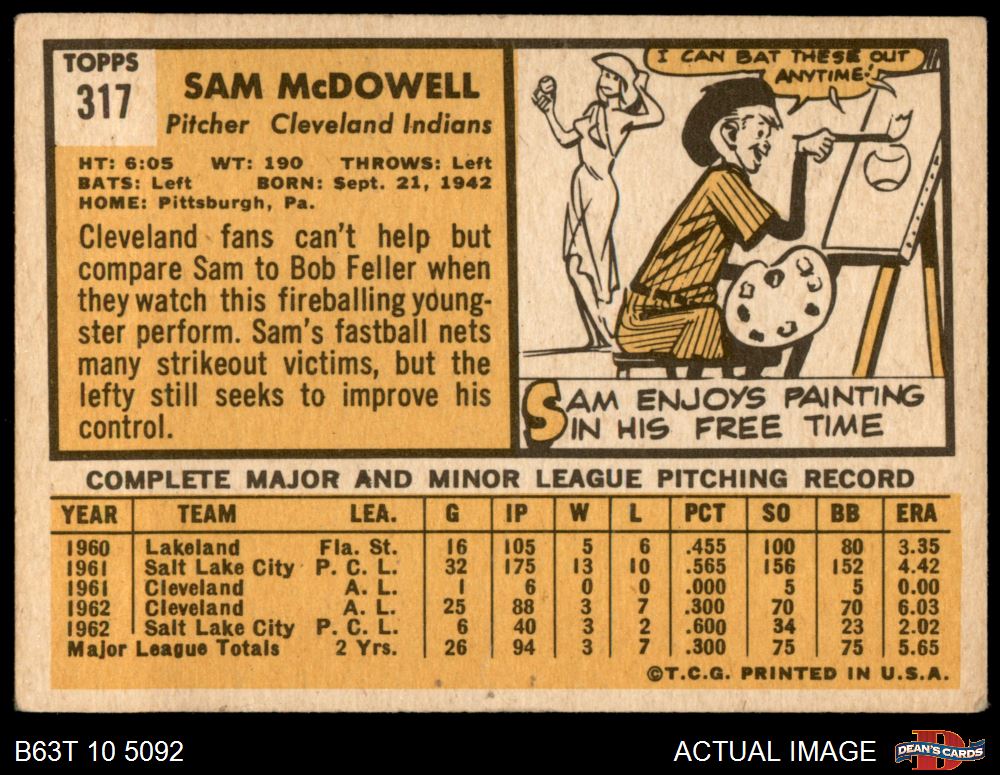 TOPPS
317
SAM McDOWELL
Pitcher Cleveland Indians
HT: 6:05 WT: 190 THROWS: Left
BATS: Left BORN: Sept. 21, 1942
HOME: Pittsburgh, Pa.
Cleveland fans can't help but
compare Sam to Bob Feller when
they watch this fireballing young-
ster perform. Sam's fastball nets
many strikeout victims, but the
lefty still seeks to improve his
control.
I CAN BAT THESE OUT
ANYTIME!
SAM ENJOYS PAINTING
IN HIS FREE TIME
COMPLETE MAJOR AND MINOR LEAGUE PITCHING RECORD
YEAR TEAM LEA. G IP W L PCT SO BB ERA
1960 Lakeland Fla. St. 16 105 5 6 .455 100 80 3.35
1961 Salt Lake City P. C. L. 32 175 13 10 .565 156 152 4.42
1961 Cleveland A. L. 1 6 0 0 .000 5 5 0.00
1962 Cleveland A. L. 25 88 3 7 .300 70 70 6.03
1962 Salt Lake City P. C. L. 6 40 3 2 .600 34 23 2.02
Major League Totals 2 Yrs. 26 94 3 7 .300 75 75 5.65
©T.C.G. PRINTED IN U.S.A.
B63T 10 5092
ACTUAL IMAGE
DEAN'S CARDS